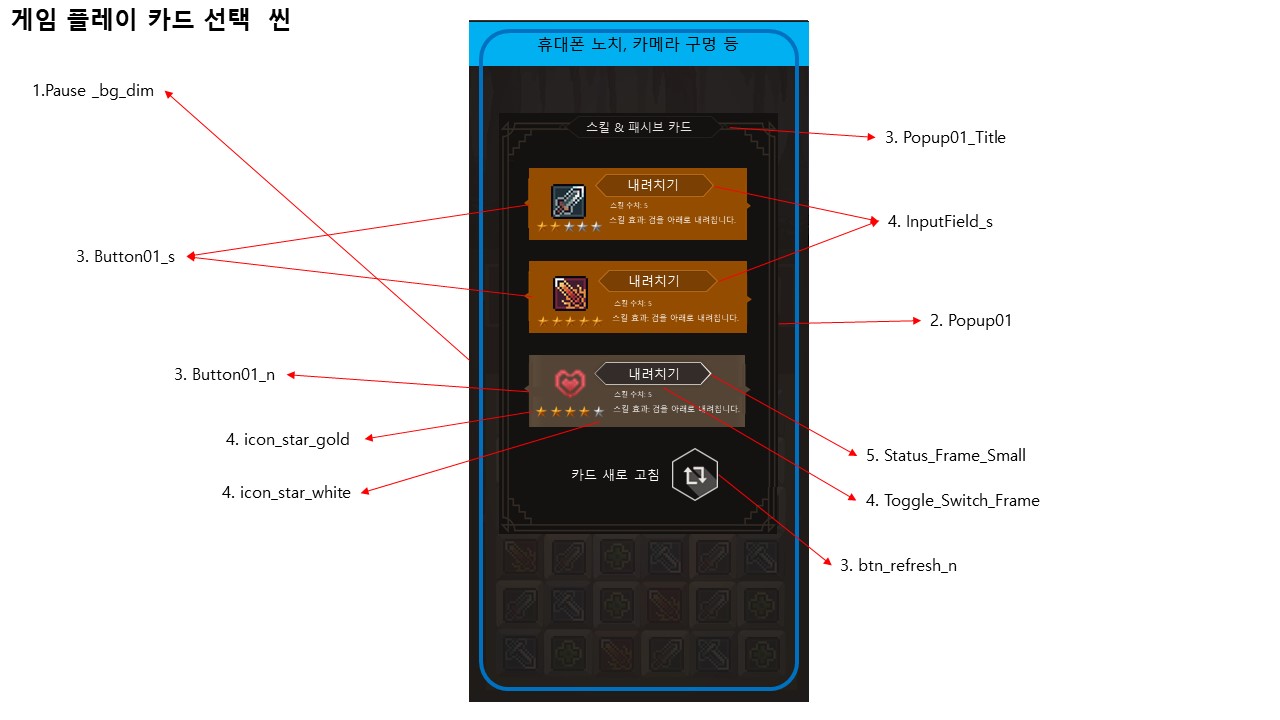 게임 플레이 카드 선택 씬
휴대폰 노치, 카메라 구멍 등
1.Pause _bg_dim
스킬 & 패시브 카드
3. Popup01_Title
내려치기
스킬 수치: 5
스킬 효과: 검을 아래로 내려칩니다.
4. InputField_s
3. Button01_s
내려치기
스킬 수치: 5
스킬 효과: 검을 아래로 내려칩니다.
2. Popup01
3. Button01_n
내려치기
스킬 수치: 5
스킬 효과: 검을 아래로 내려칩니다.
4. icon_star_gold
5. Status_Frame_Small
카드 새로 고침
4. icon_star_white
4. Toggle_Switch_Frame
3. btn_refresh_n